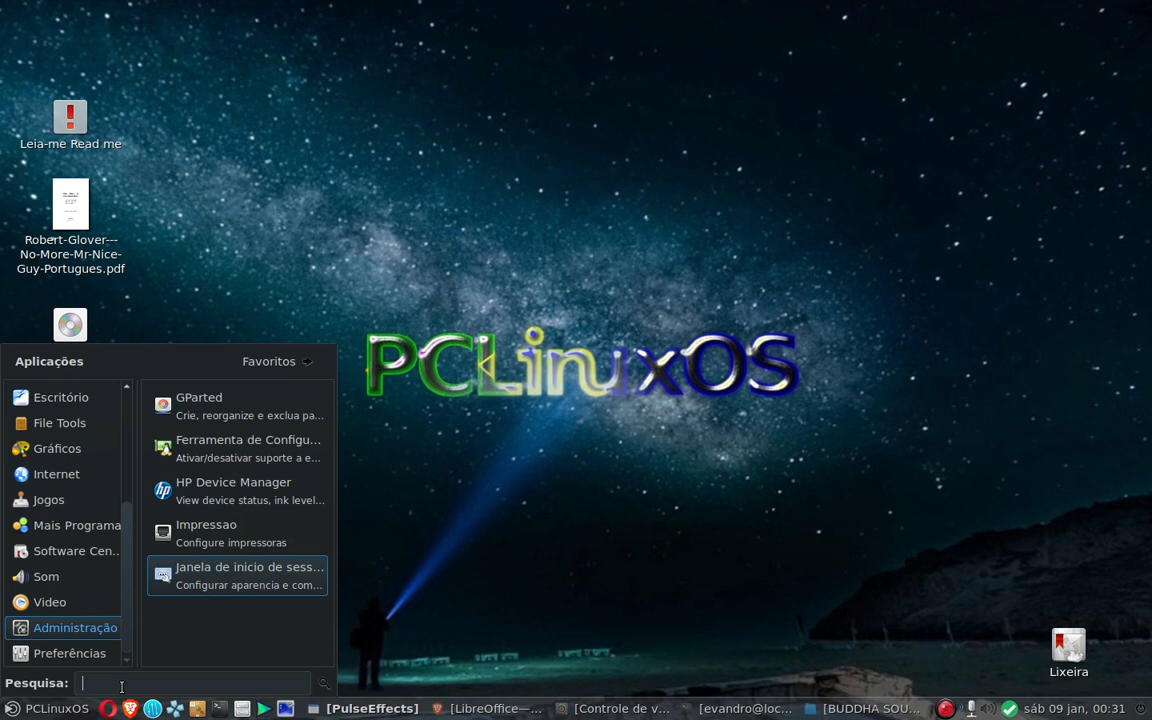 Leia-me Read me
Robert-Glover---
No-More-Mr-Nice-
Guy-Portugues.pdf
PCLinuxOS
Aplicações
Favoritos
Escritório
File Tools
Gráficos
Internet
Jogos
Mais Programa
Software Cen..
Som
Video
Administração
Preferências
GParted
Crie, reorganize e exclua pa...
Ferramenta de Configu...
Ativar/desativar suporte a e...
HP Device Manager
View device status, ink level...
Impressao
Configure impressoras
Janela de inicio de sess...
Configurar aparencia e com...
Pesquisa:
Lixeira
PCLinuxOS
[PulseEffects]
[LibreOffice—...
[Controle de v...
[evandro@loc...
[BUDDHA SOU...
sáb 09 jan, 00:31